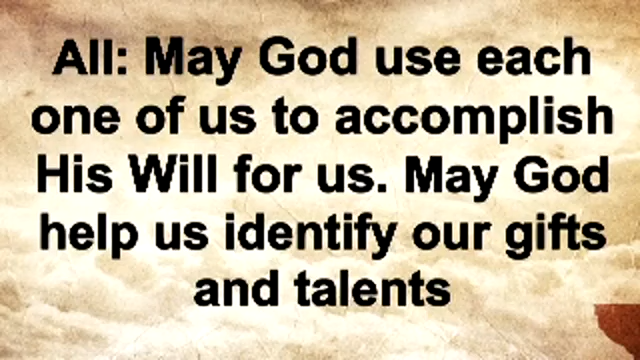 All: May God use each
one of us to accomplish
His Will for us. May God
help us identify our gifts
and talents